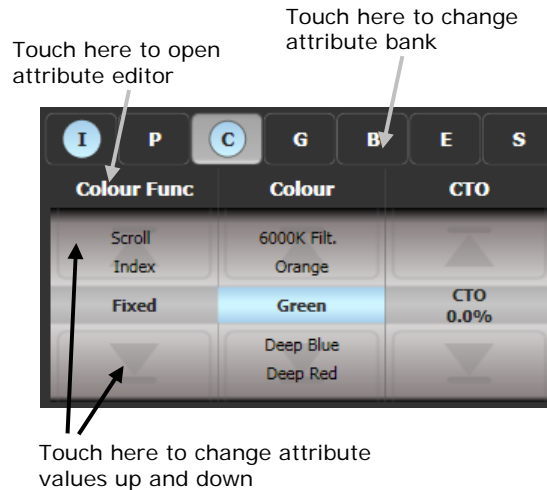 Touch here to change
attribute bank
Touch here to open
attribute editor
I P C G B E S
Colour Func Colour CTO
Scroll 6000K Filt.
Index Orange
Fixed Green CTO
0.0%
Deep Blue
Deep Red
Touch here to change attribute
values up and down